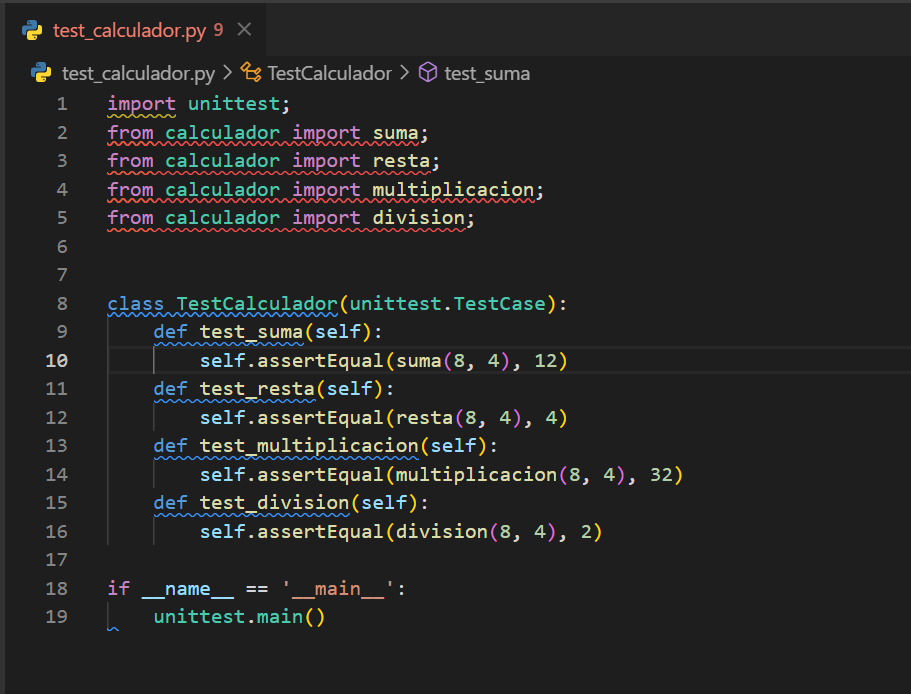 test_calculador.py 9 ×
test_calculador.py > TestCalculador > test_suma
1 import unittest;
2 from calculador import suma;
3 from calculador import resta;
4 from calculador import multiplicacion;
5 from calculador import division;
6
7
8 class TestCalculador(unittest.TestCase):
9     def test_suma(self):
10         self.assertEqual(suma(8, 4), 12)
11     def test_resta(self):
12         self.assertEqual(resta(8, 4), 4)
13     def test_multiplicacion(self):
14         self.assertEqual(multiplicacion(8, 4), 32)
15     def test_division(self):
16         self.assertEqual(division(8, 4), 2)
17
18 if __name__ == '__main__':
19     unittest.main()